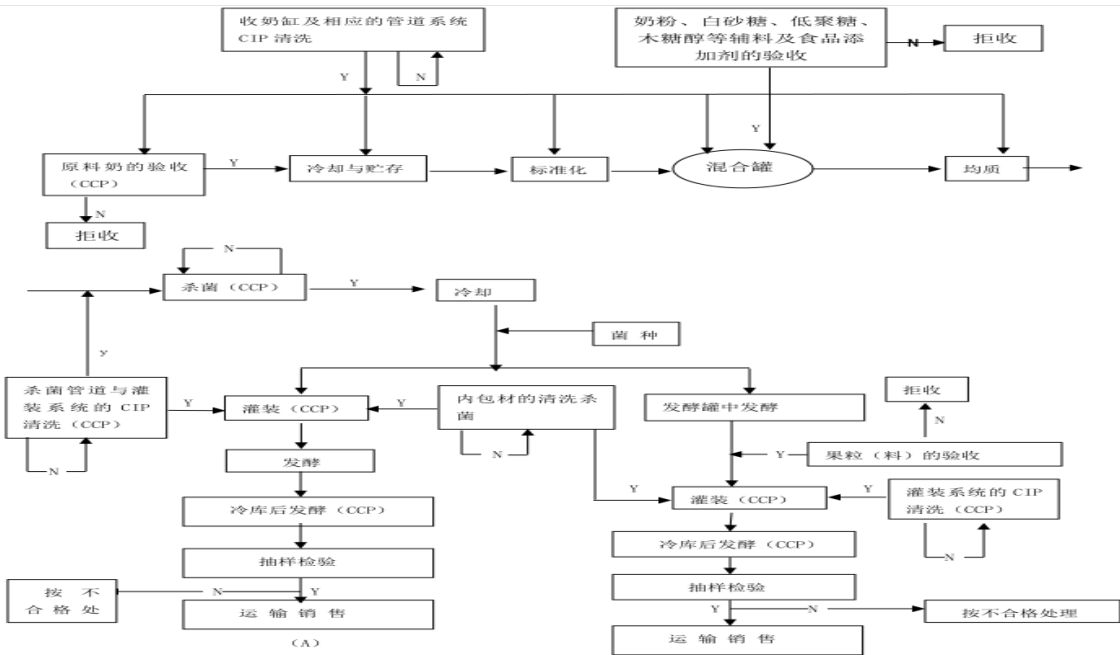 收奶缸及相应的管道系统
CIP 清洗
奶粉、白砂糖、低聚糖、
木糖醇等辅料及食品添
加剂的验收
N
拒收
Y
N
Y
原料奶的验收
(CCP)
Y
冷却与贮存
标准化
混合罐
均质
N
拒收
N
杀菌（CCP）
Y
冷却
菌 种
y
杀菌管道与灌
装系统的 CIP
清洗（CCP）
Y
N
灌装（CCP）
Y
内包材的清洗杀
菌
N
Y
发酵罐中发酵
拒收
N
果粒（料）的验收
Y
发酵
灌装（CCP）
Y
灌装系统的CIP
清洗（CCP）
N
冷库后发酵（CCP）
冷库后发酵（CCP）
抽样检验
抽样检验
按 不
合格处
N
Y
运 输 销 售
(A)
Y
N
按不合格处理
运 输 销 售